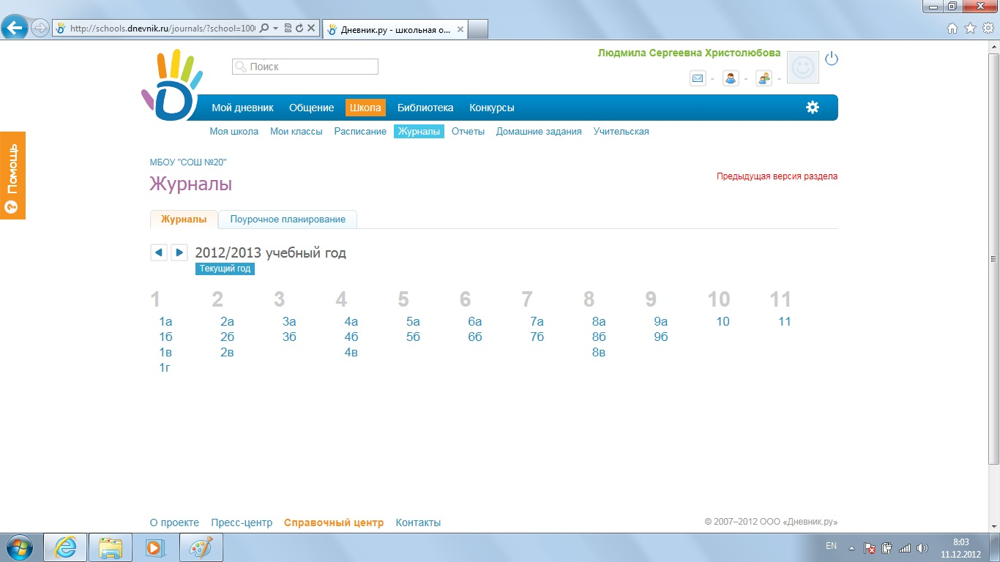 http://schools.dnevnik.ru/journals/?school=100
Дневник.ру - школьная о...
Людмила Сергеевна Христолюбова
Поиск
- - -
Мой дневник Общение Школа Библиотека Конкурсы
Моя школа Мои классы Расписание Журналы Отчеты Домашние задания Учительская
Помощь
МБОУ "СОШ №20"
Журналы
Предыдущая версия раздела
Журналы Поурочное планирование
2012/2013 учебный год
Текущий год
1 2 3 4 5 6 7 8 9 10 11
1а 2а 3а 4а 5а 6а 7а 8а 9а 10 11
1б 2б 3б 4б 5б 6б 7б 8б 9б
1в 2в 4в 8в
1г
О проекте Пресс-центр Справочный центр Контакты
© 2007–2012 ООО «Дневник.ру»
EN
8:03
11.12.2012